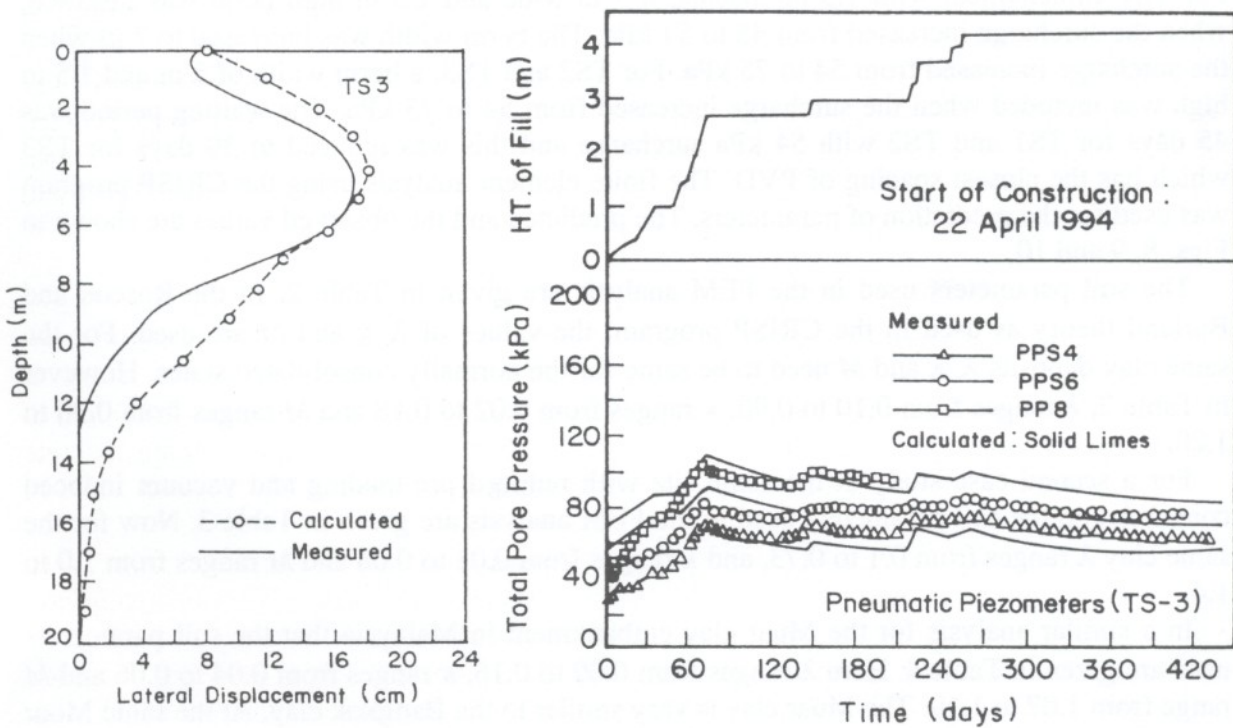 0
2
4
6
8
10
12
14
16
18
20
Depth (m)
TS3
Calculated
Measured
0 4 8 12 16 20 24
Lateral Displacement (cm)
4
3
2
1
0
HT. of Fill (m)
Start of Construction :
22 April 1994
200
160
120
80
40
Total Pore Pressure (kPa)
Measured
PPS4
PPS6
PP8
Calculated : Solid Limes
Pneumatic Piezometers (TS-3)
0 60 120 180 240 300 360 420
Time (days)